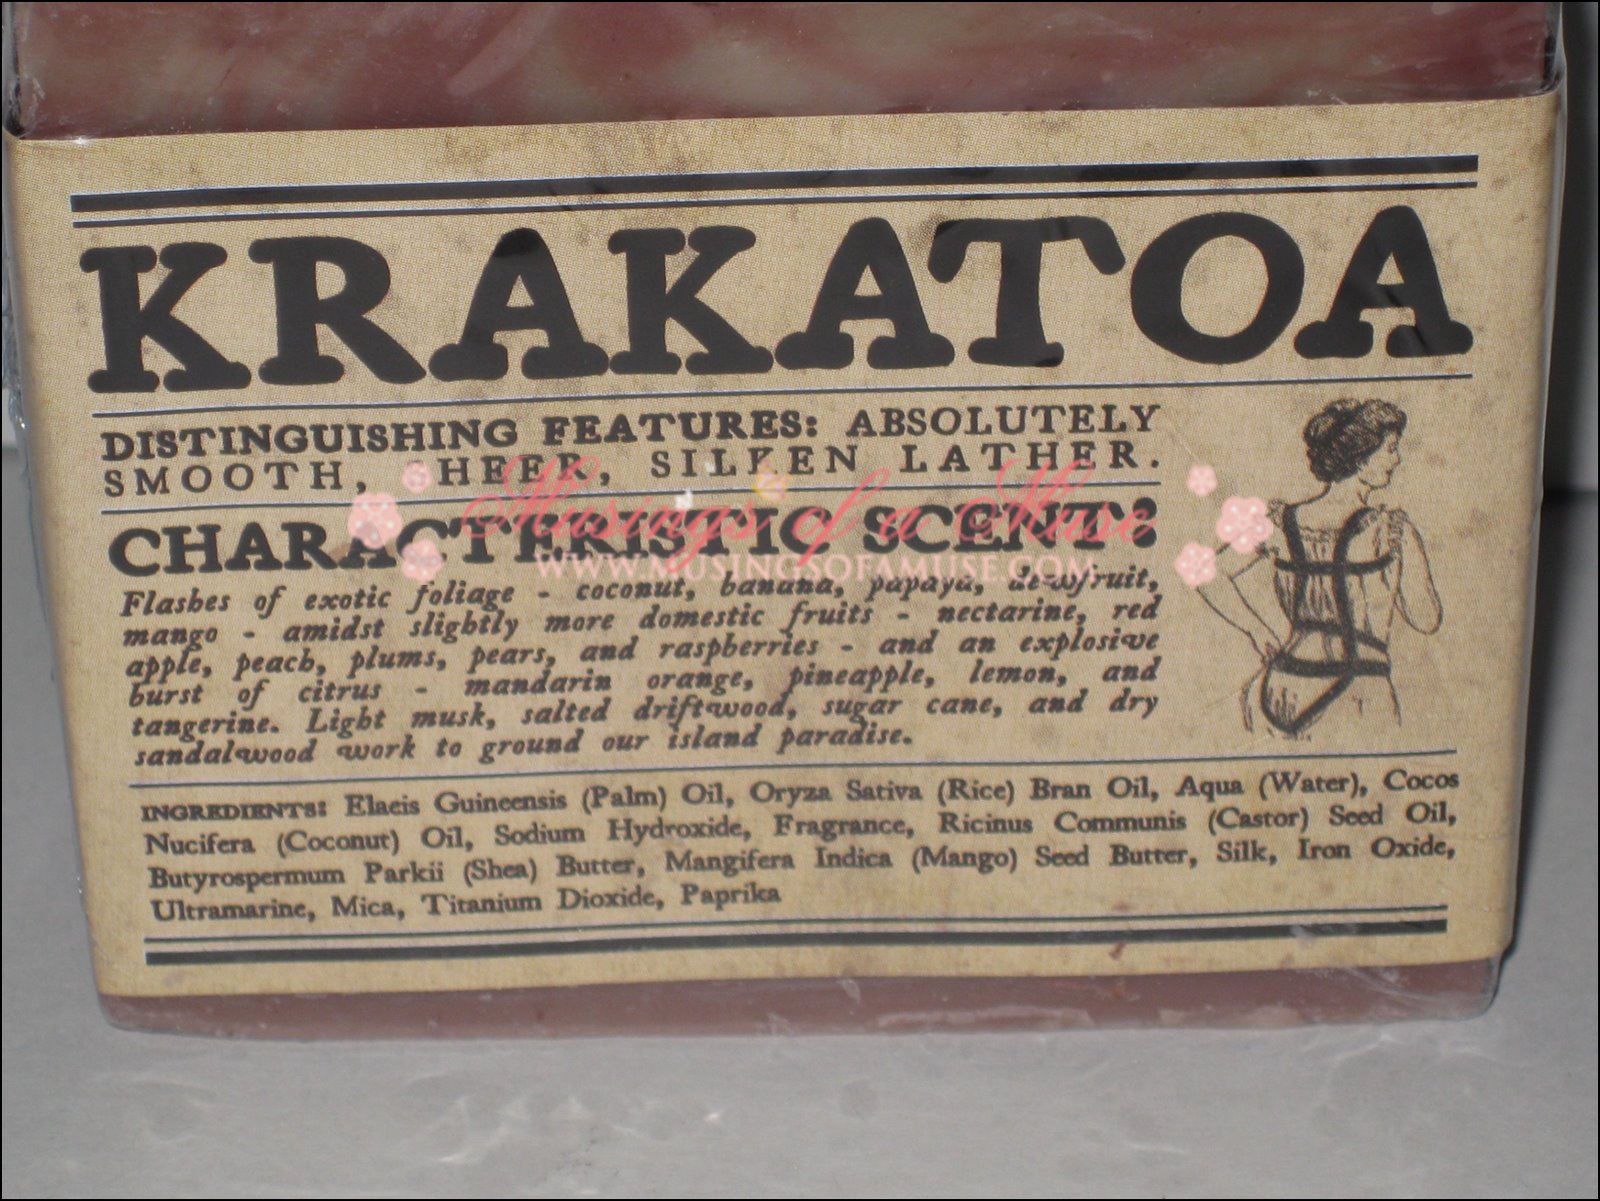 KRAKATOA
DISTINGUISHING FEATURES: ABSOLUTELY
SMOOTH, SHEER, SILKEN LATHER.
Musings of a Muse
CHARACTERISTIC SCENT:
WWW.MUSINGSOFAMUSE.COM
Flashes of exotic foliage - coconut, banana, papaya, dewfruit,
mango - amidst slightly more domestic fruits - nectarine, red
apple, peach, plums, pears, and raspberries - and an explosive
burst of citrus - mandarin orange, pineapple, lemon, and
tangerine. Light musk, salted driftwood, sugar cane, and dry
sandalwood work to ground our island paradise.
INGREDIENTS: Elaeis Guineensis (Palm) Oil, Oryza Sativa (Rice) Bran Oil, Aqua (Water), Cocos
Nucifera (Coconut) Oil, Sodium Hydroxide, Fragrance, Ricinus Communis (Castor) Seed Oil,
Butyrospermum Parkii (Shea) Butter, Mangifera Indica (Mango) Seed Butter, Silk, Iron Oxide,
Ultramarine, Mica, Titanium Dioxide, Paprika